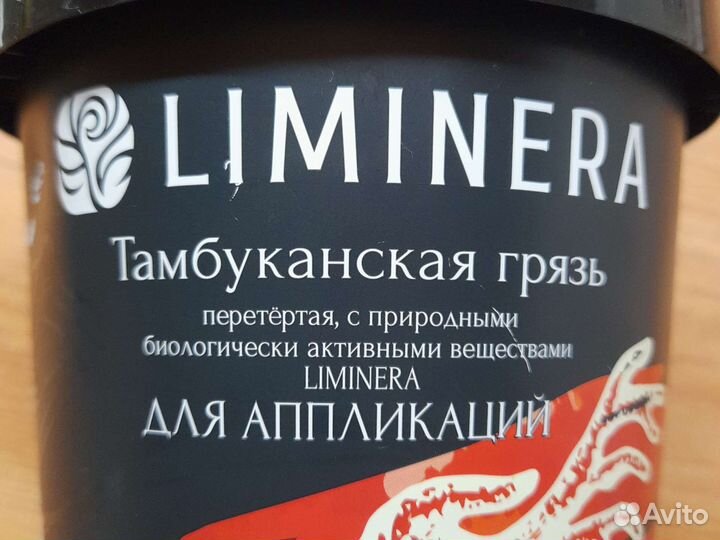 LIMINERA
Тамбуканская грязь
перетёртая, с природными
биологически активными веществами
LIMINERA
ДЛЯ АППЛИКАЦИЙ
Avito